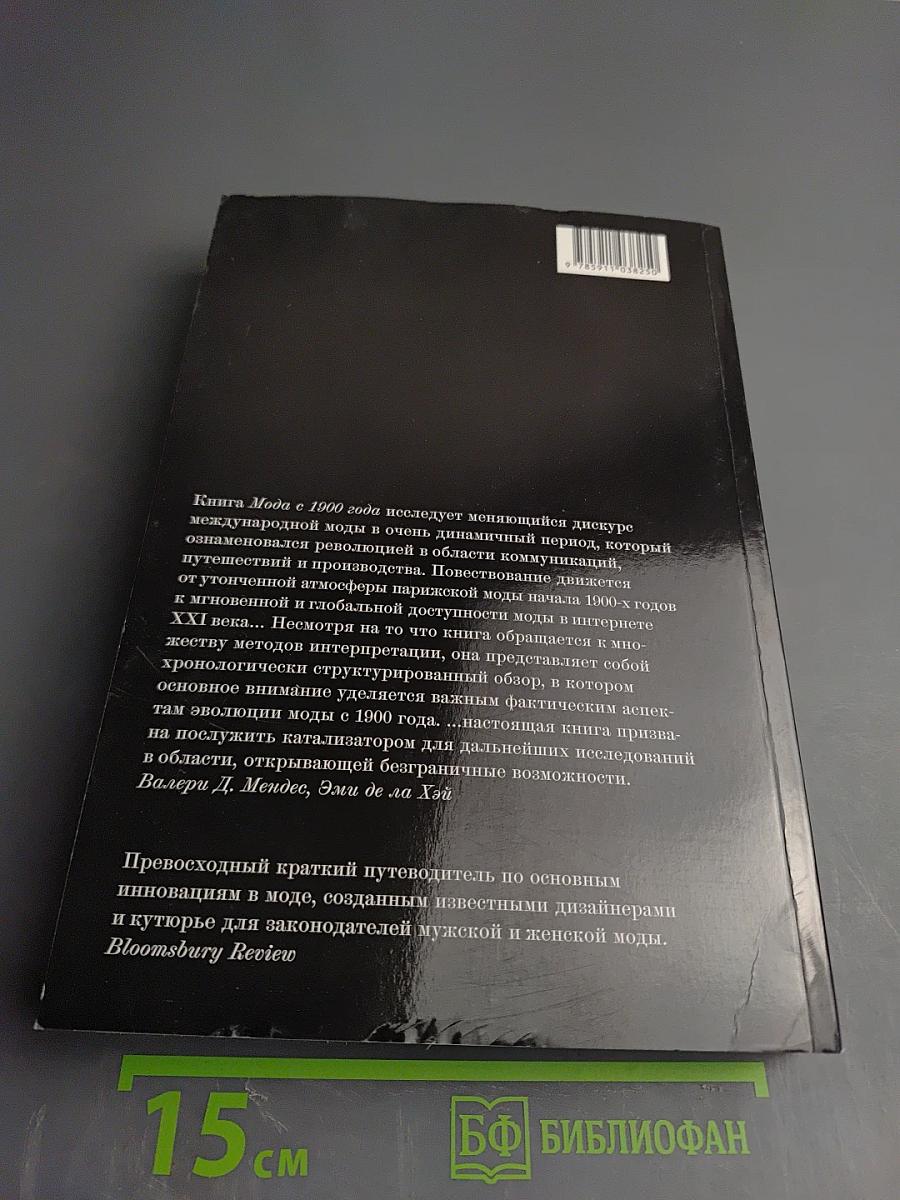 9 785911 038250
Книга Мода с 1900 года исследует меняющийся дискурс
международной моды в очень динамичный период, который
ознаменовался революцией в области коммуникаций,
путешествий и производства. Повествование движется
от утонченной атмосферы парижской моды начала 1900-х годов
к мгновенной и глобальной доступности моды в интернете
XXI века... Несмотря на то что книга обращается к мно-
жеству методов интерпретации, она представляет собой
хронологически структурированный обзор, в котором
основное внимание уделяется важным фактическим аспек-
там эволюции моды с 1900 года. ...настоящая книга призва-
на послужить катализатором для дальнейших исследований
в области, открывающей безграничные возможности.
Валери Д. Мендес, Эми де ла Хэй
Превосходный краткий путеводитель по основным
инновациям в моде, созданным известными дизайнерами
и кутюрье для законодателей мужской и женской моды.
Bloomsbury Review
15 см
БФ БИБЛИОФАН